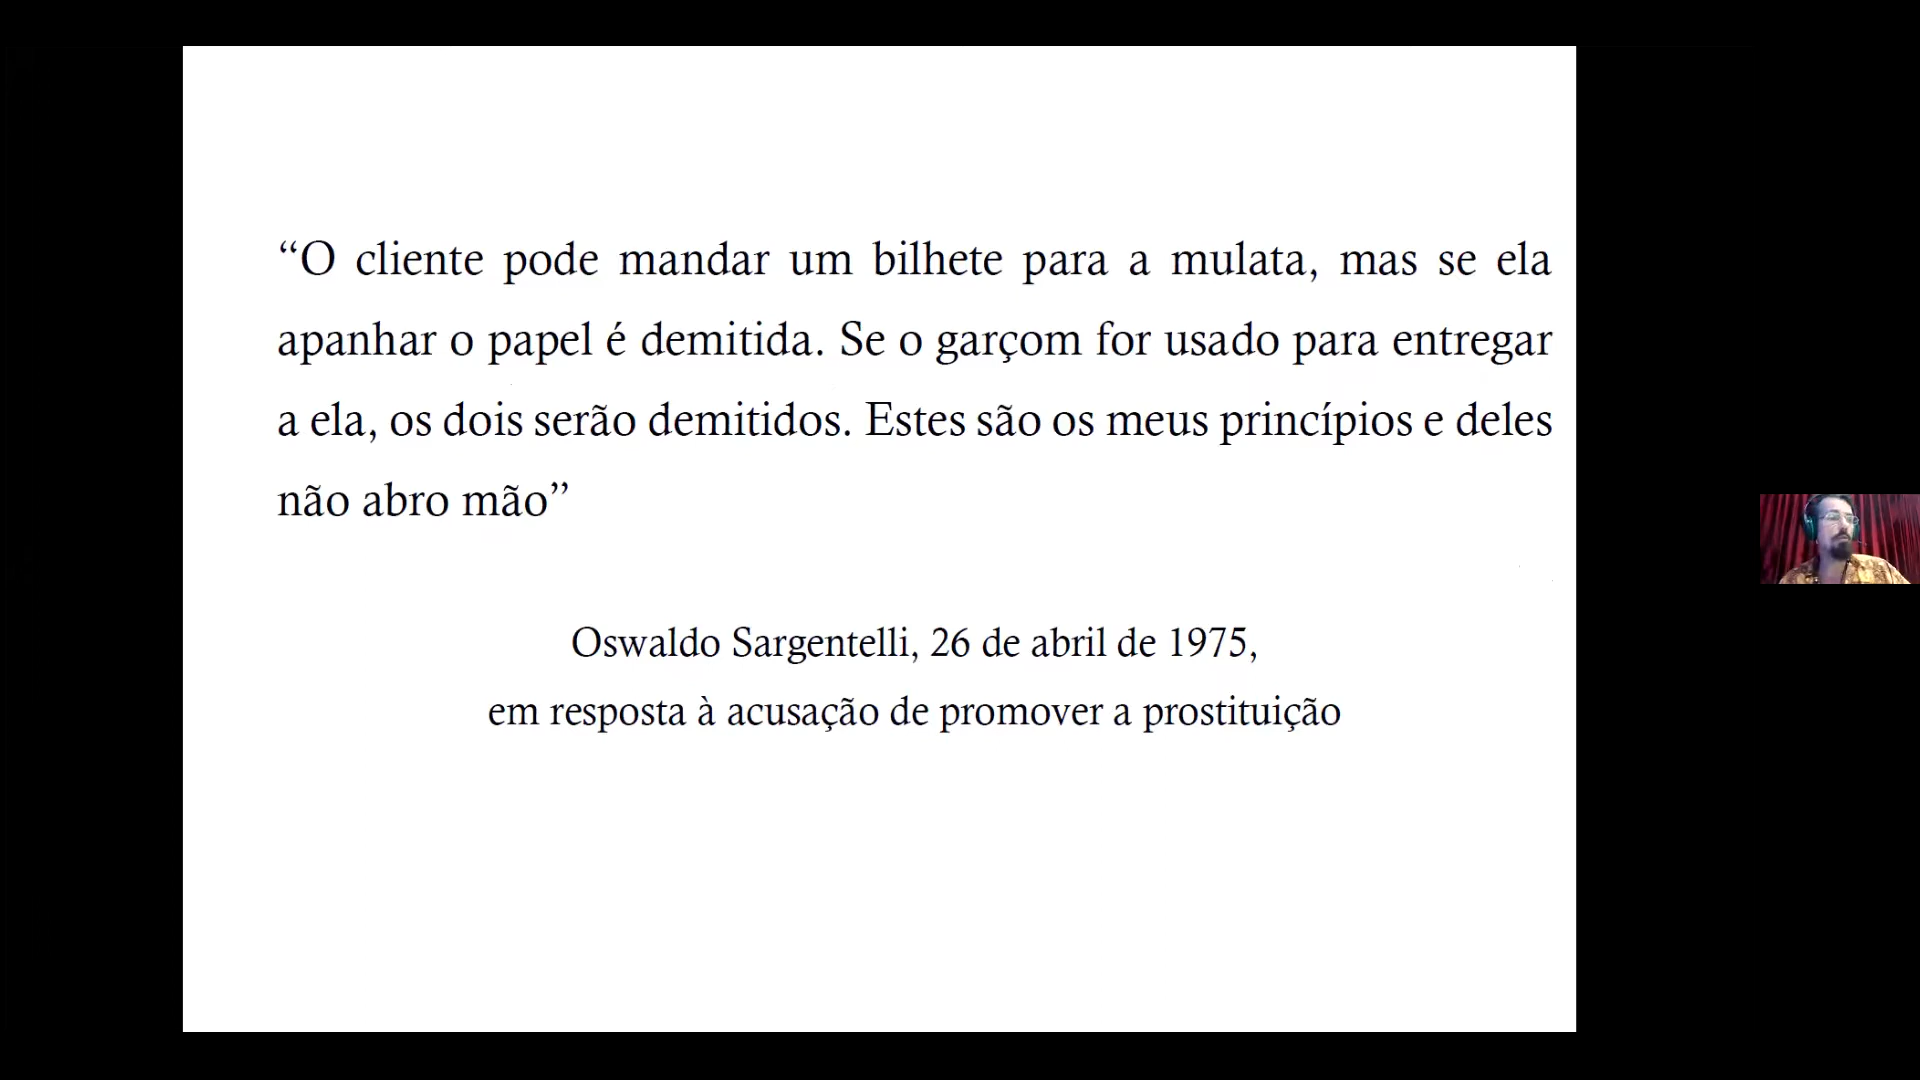 “O cliente pode mandar um bilhete para a mulata, mas se ela
apanhar o papel é demitida. Se o garçom for usado para entregar
a ela, os dois serão demitidos. Estes são os meus princípios e deles
não abro mão”
Oswaldo Sargentelli, 26 de abril de 1975,
em resposta à acusação de promover a prostituição